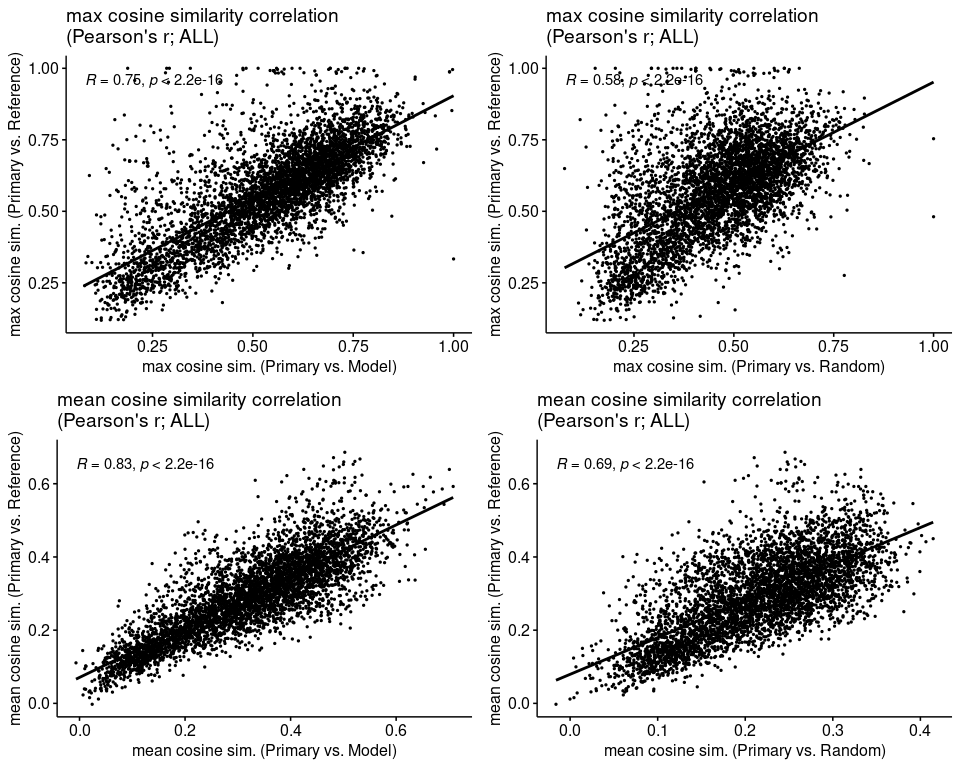 max cosine similarity correlation
(Pearson's r; ALL)
max cosine sim. (Primary vs. Reference)
1.00
0.75
0.50
0.25
R = 0.75, p < 2.2e-16
0.25
0.50
0.75
1.00
max cosine sim. (Primary vs. Model)
max cosine similarity correlation
(Pearson's r; ALL)
max cosine sim. (Primary vs. Reference)
1.00
0.75
0.50
0.25
R = 0.58, p < 2.2e-16
0.25
0.50
0.75
1.00
max cosine sim. (Primary vs. Random)
mean cosine similarity correlation
(Pearson's r; ALL)
mean cosine sim. (Primary vs. Reference)
0.6
0.4
0.2
0.0
R = 0.83, p < 2.2e-16
0.0
0.2
0.4
0.6
mean cosine sim. (Primary vs. Model)
mean cosine similarity correlation
(Pearson's r; ALL)
mean cosine sim. (Primary vs. Reference)
0.6
0.4
0.2
0.0
R = 0.69, p < 2.2e-16
0.0
0.1
0.2
0.3
0.4
mean cosine sim. (Primary vs. Random)